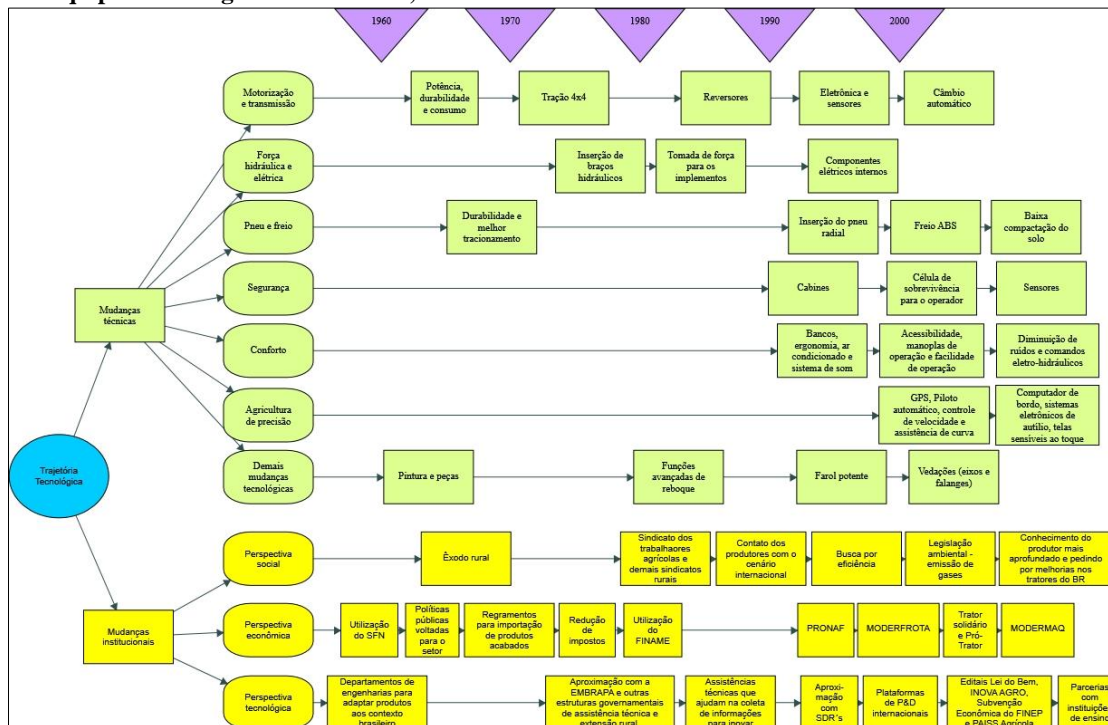 1960
1970
1980
1990
2000
Motorização
e transmissão
Potência,
durabilidade
e consumo
Tração 4x4
Reversores
Eletrônica e
sensores
Câmbio
automático
Força
hidráulica e
elétrica
Inserção de
braços
hidráulicos
Tomada de força
para os
implementos
Componentes
elétricos internos
Pneu e freio
Durabilidade e
melhor
tracionamento
Inserção do pneu
radial
Freio ABS
Baixa
compactação do
solo
Mudanças
técnicas
Segurança
Cabines
Célula de
sobrevivência
para o operador
Sensores
Conforto
Bancos,
ergonomia, ar
condicionado e
sistema de som
Acessibilidade,
manoplas de
operação e facilidade
de operação
Diminuição de
ruídos e comandos
eletro-hidráulicos
Agricultura
de precisão
GPS, Piloto
automático, controle
de velocidade e
assistência de curva
Computador de
bordo, sistemas
eletrônicos de
autílio, telas
sensíveis ao toque
Trajetória
Tecnológica
Demais
mudanças
tecnológicas
Pintura e peças
Funções
avançadas de
reboque
Farol potente
Vedações (eixos e
falanges)
Perspectiva
social
Êxodo rural
Sindicato dos
trabalhaores
agrícolas e
demais sindicatos
rurais
Contato dos
produtores com o
cenário
internacional
Busca por
eficiência
Legislação
ambiental -
emissão de
gases
Conhecimento do
produtor mais
aprofundado e pedindo
por melhorias nos
tratores do BR
Mudanças
institucionais
Perspectiva
econômica
Utilização
do SFN
Políticas
públicas
voltadas
para o
setor
Regramentos
para importação
de produtos
acabados
Redução
de
impostos
Utilização
do
FINAME
PRONAF
MODERFROTA
Trator
solidário
e Pró-
Trator
MODERMAQ
Perspectiva
tecnológica
Departamentos de
engenharias para
adaptar produtos
aos contexto
brasileiro
Aproximação com a
EMBRAPA e outras
estruturas governamentais
de assistência técnica e
extensão rural
Assistências
técnicas que
ajudam na coleta
de informações
para inovar
Aproxi-
mação
com SDR´s
Plataformas
de P&D
internacionais
Editais Lei do Bem,
INOVA AGRO,
Subvenção
Econômica do FINEP
e PAISS Agrícola
Parcerias
com
instituições
de ensino